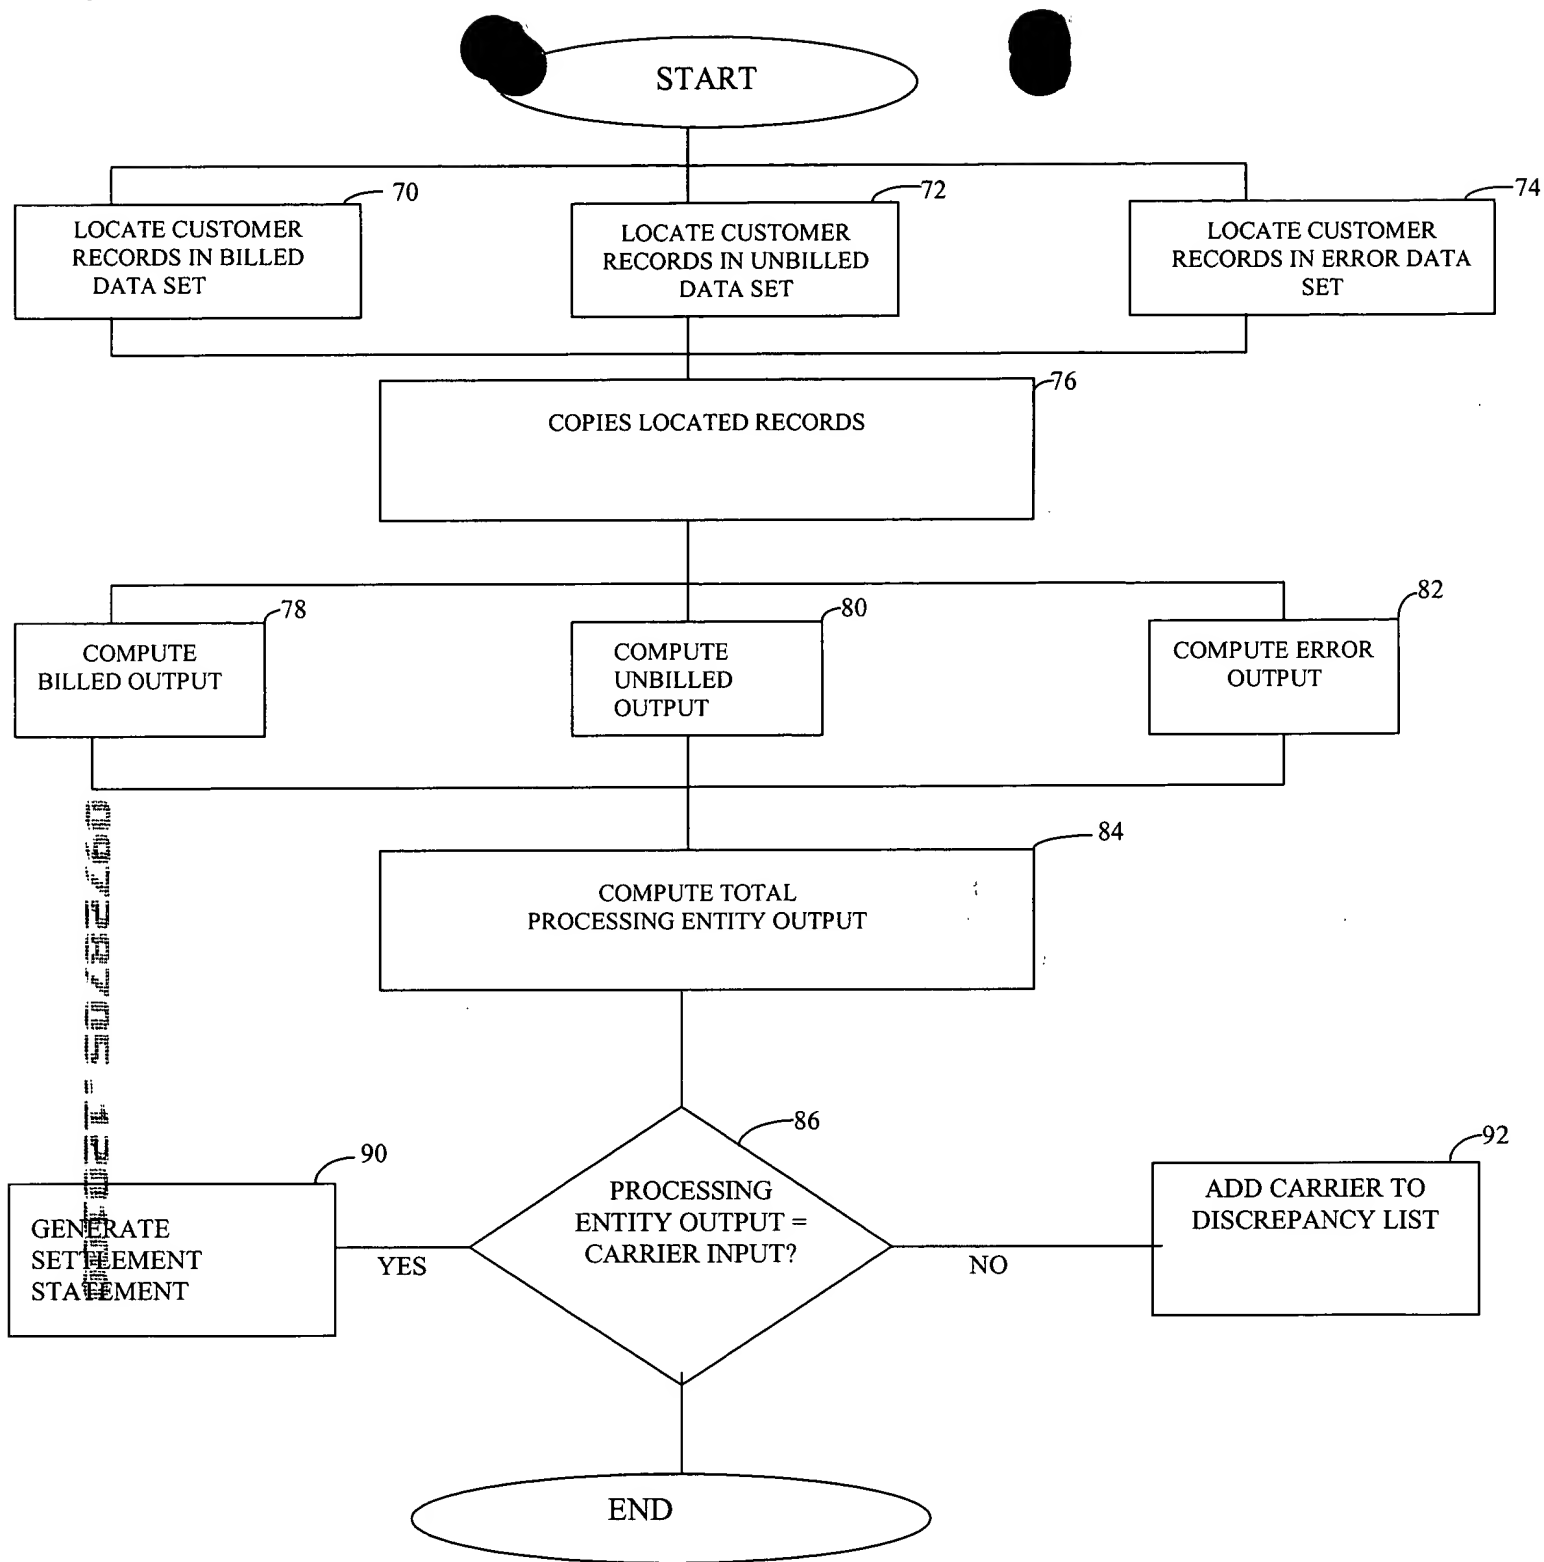 START
70
72
74
LOCATE CUSTOMER
RECORDS IN BILLED
DATA SET
LOCATE CUSTOMER
RECORDS IN UNBILLED
DATA SET
LOCATE CUSTOMER
RECORDS IN ERROR DATA
SET
76
COPIES LOCATED RECORDS
78
80
82
COMPUTE
BILLED OUTPUT
COMPUTE
UNBILLED
OUTPUT
COMPUTE ERROR
OUTPUT
84
COMPUTE TOTAL
PROCESSING ENTITY OUTPUT
86
90
92
PROCESSING
ENTITY OUTPUT =
CARRIER INPUT?
GENERATE
SETTLEMENT
STATEMENT
YES
NO
ADD CARRIER TO
DISCREPANCY LIST
END